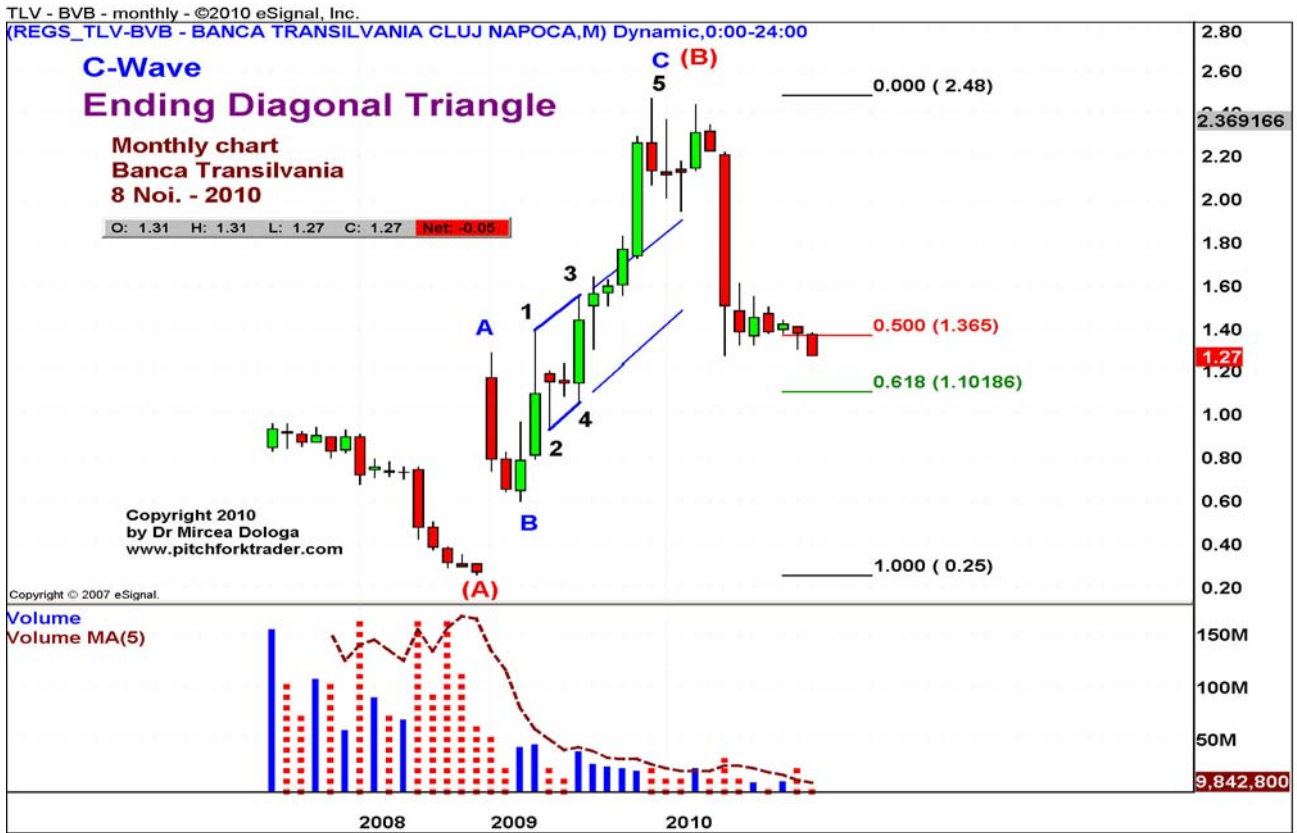 TLV - BVB - monthly - ©2010 eSignal, Inc.
(REGS_TLV-BVB - BANCA TRANSILVANIA CLUJ NAPOCA,M) Dynamic,0:00-24:00
C-Wave
Ending Diagonal Triangle
Monthly chart
Banca Transilvania
8 Noi. - 2010
O: 1.31 H: 1.31 L: 1.27 C: 1.27 Net: -0.05
C (B)
5
3
1
A
4
2
B
(A)
0.000 ( 2.48)
0.500 (1.365)
0.618 (1.10186)
1.000 ( 0.25)
2.80
2.60
2.40
2.369166
2.20
2.00
1.80
1.60
1.40
1.27
1.20
1.00
0.80
0.60
0.40
0.20
Copyright 2010
by Dr Mircea Dologa
www.pitchforktrader.com
Copyright © 2007 eSignal.
Volume
Volume MA(5)
150M
100M
50M
9,842,800
2008 2009 2010